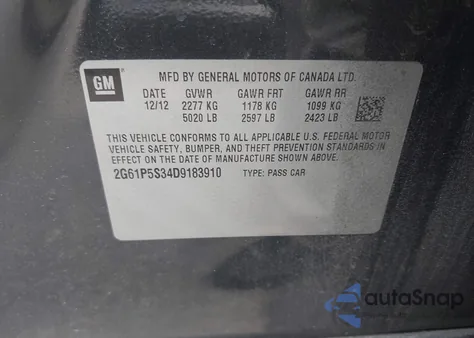 GM
MFD BY GENERAL MOTORS OF CANADA LTD.
DATE GVWR GAWR FRT GAWR RR
12/12 2277 KG 1178 KG 1099 KG
5020 LB 2597 LB 2423 LB
THIS VEHICLE CONFORMS TO ALL APPLICABLE U.S. FEDERAL MOTOR
VEHICLE SAFETY, BUMPER, AND THEFT PREVENTION STANDARDS IN
EFFECT ON THE DATE OF MANUFACTURE SHOWN ABOVE.
2G61P5S34D9183910 TYPE: PASS CAR
autaSnap